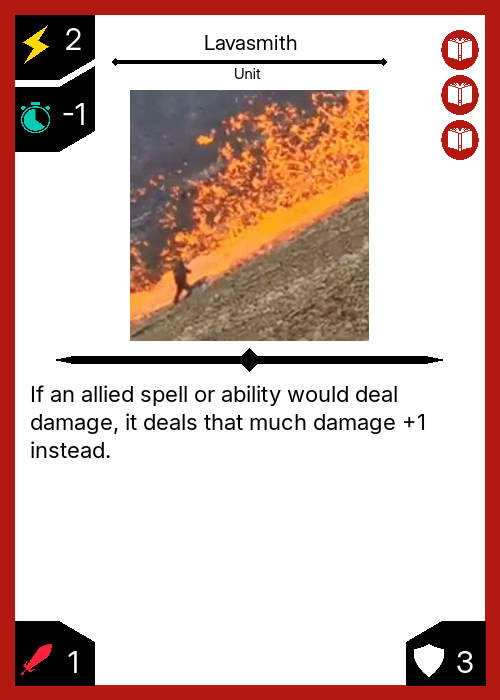 2
Lavasmith
Unit
-1
If an allied spell or ability would deal
damage, it deals that much damage +1
instead.
1
3